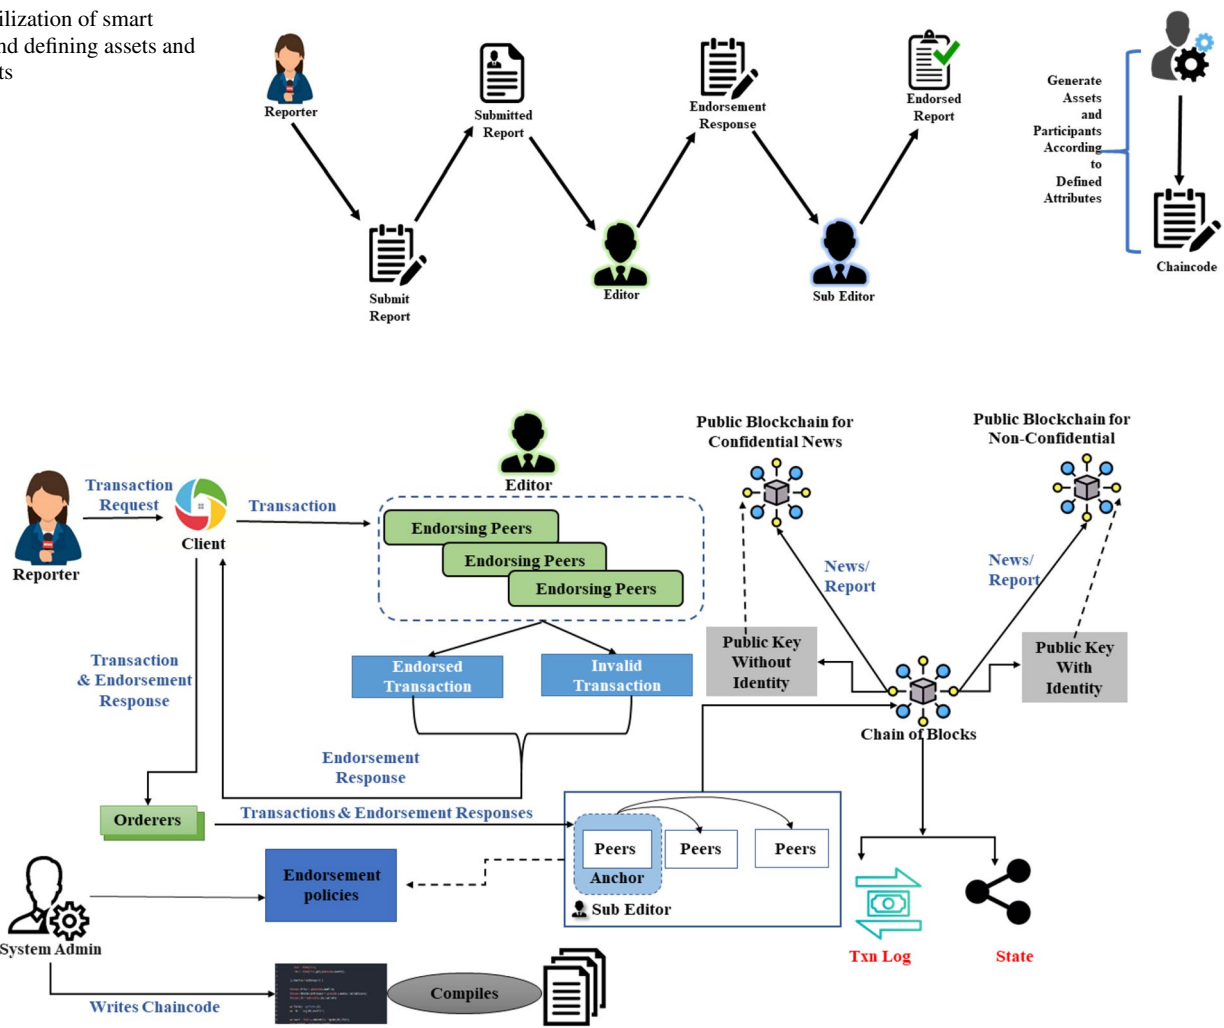 ilization of smart
nd defining assets and
ts
Reporter
Submit
Report
Submitted
Report
Editor
Endorsement
Response
Sub Editor
Endorsed
Report
Generate
Assets
and
Participants
According
to
Defined
Attributes
Chaincode
Reporter
Transaction
Request
Client
Transaction
Editor
Endorsing Peers
Endorsing Peers
Endorsing Peers
Endorsed
Transaction
Invalid
Transaction
Endorsement
Response
Transaction
& Endorsement
Response
Orderers
Transactions & Endorsement Responses
Peers
Anchor
Peers
Peers
Sub Editor
Public Blockchain for
Confidential News
Public Blockchain for
Non-Confidential
News/
Report
News/
Report
Public Key
Without
Identity
Public Key
With
Identity
Chain of Blocks
Txn Log
State
System Admin
Endorsement
policies
Writes Chaincode
Compiles